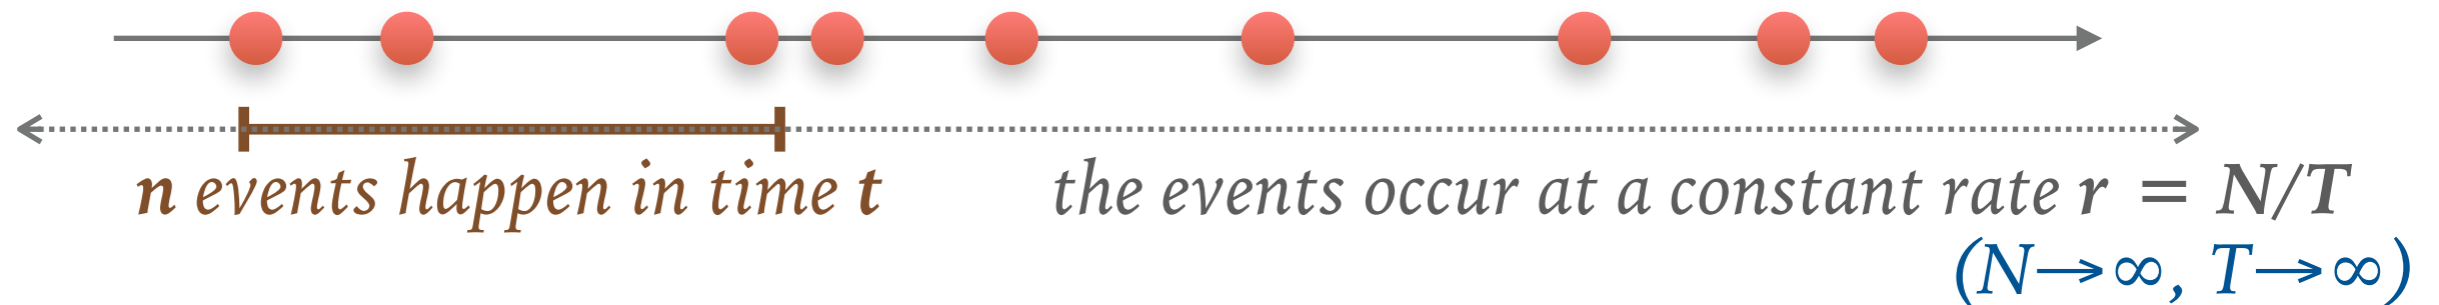 n events happen in time t
the events occur at a constant rate r = N/T
(N→∞, T→∞)